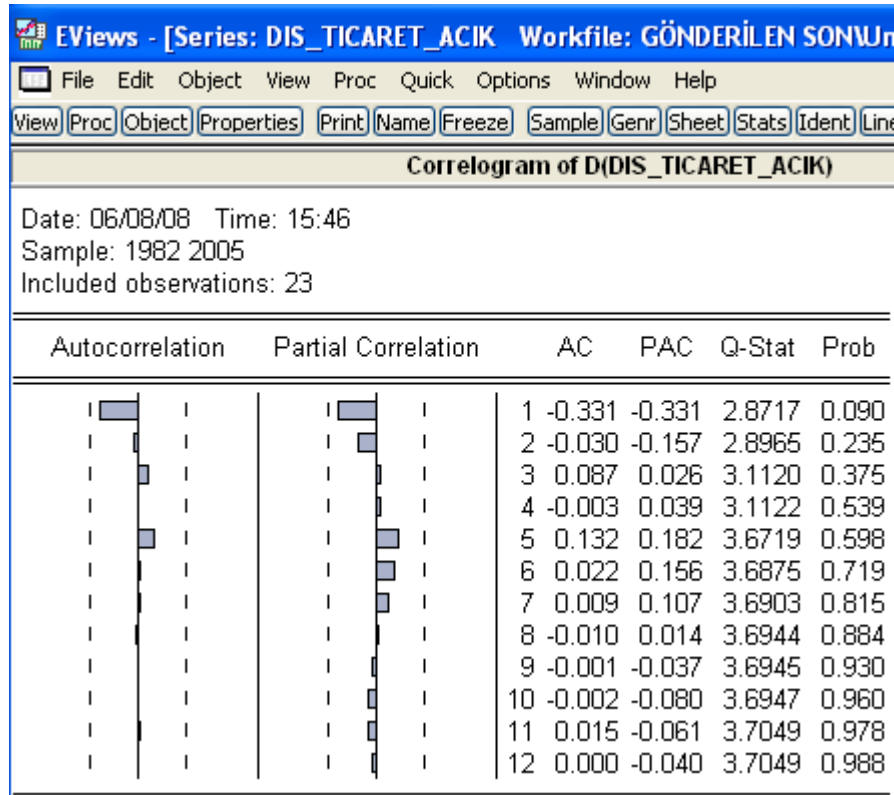 EViews - [Series: DIS_TICARET_ACIK Workfile: GÖNDERİLEN SON\Un
File Edit Object View Proc Quick Options Window Help
View Proc Object Properties Print Name Freeze Sample Genr Sheet Stats Ident Line
Correlogram of D(DIS_TICARET_ACIK)
Date: 06/08/08 Time: 15:46
Sample: 1982 2005
Included observations: 23
Autocorrelation Partial Correlation AC PAC Q-Stat Prob
1 -0.331 -0.331 2.8717 0.090
2 -0.030 -0.157 2.8965 0.235
3 0.087 0.026 3.1120 0.375
4 -0.003 0.039 3.1122 0.539
5 0.132 0.182 3.6719 0.598
6 0.022 0.156 3.6875 0.719
7 0.009 0.107 3.6903 0.815
8 -0.010 0.014 3.6944 0.884
9 -0.001 -0.037 3.6945 0.930
10 -0.002 -0.080 3.6947 0.960
11 0.015 -0.061 3.7049 0.978
12 0.000 -0.040 3.7049 0.988